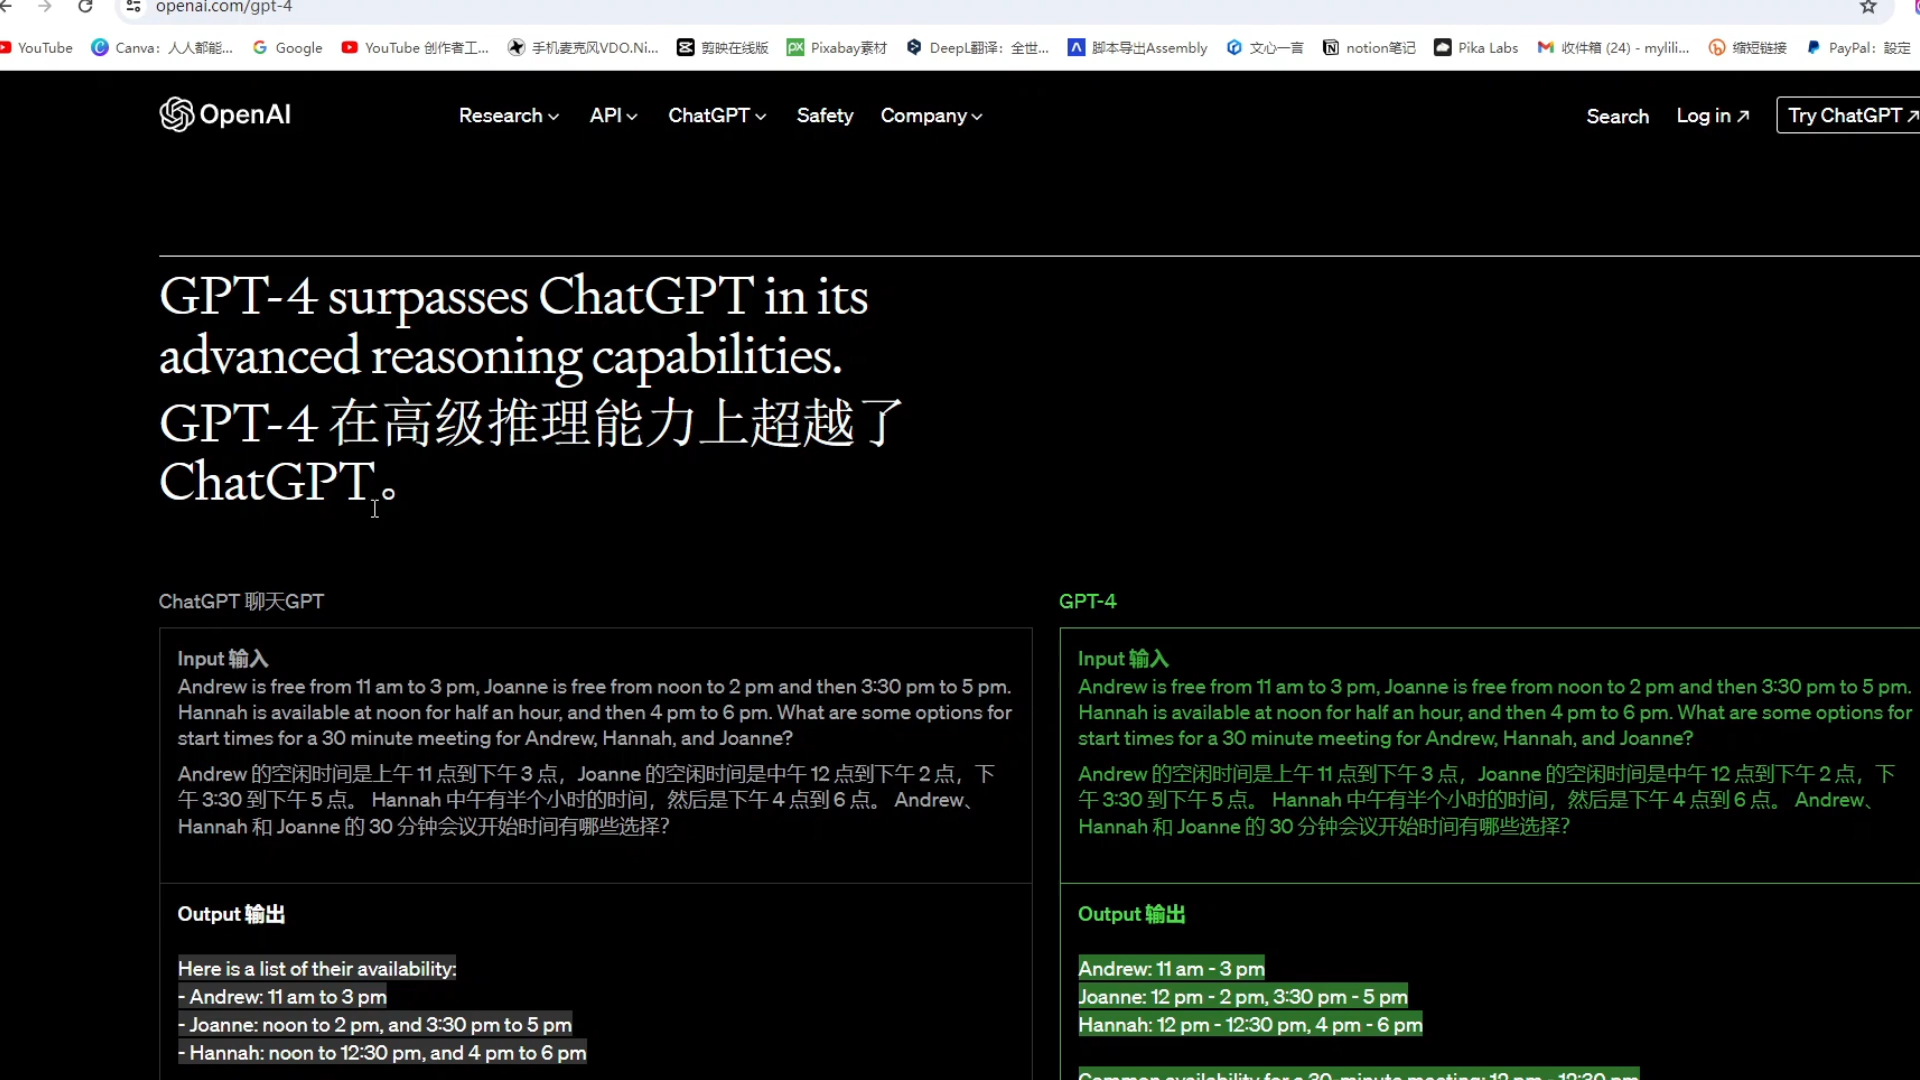 openai.com/gpt-4
YouTube
Canva：人人都能...
Google
YouTube 创作者工...
手机麦克风VDO.Ni...
剪映在线版
Pixabay素材
DeepL翻译：全世...
脚本导出Assembly
文心一言
notion笔记
Pika Labs
收件箱 (24) - mylili...
缩短链接
PayPal：設定
OpenAI
Research
API
ChatGPT
Safety
Company
Search
Log in ↗
Try ChatGPT ↗
GPT-4 surpasses ChatGPT in its
advanced reasoning capabilities.
GPT-4 在高级推理能力上超越了
ChatGPT。
ChatGPT 聊天GPT
Input 输入
Andrew is free from 11 am to 3 pm, Joanne is free from noon to 2 pm and then 3:30 pm to 5 pm.
Hannah is available at noon for half an hour, and then 4 pm to 6 pm. What are some options for
start times for a 30 minute meeting for Andrew, Hannah, and Joanne?
Andrew 的空闲时间是上午 11 点到下午 3 点，Joanne 的空闲时间是中午 12 点到下午 2 点，下
午 3:30 到下午 5 点。 Hannah 中午有半个小时的时间，然后是下午 4 点到 6 点。 Andrew、
Hannah 和 Joanne 的 30 分钟会议开始时间有哪些选择？
Output 输出
Here is a list of their availability:
- Andrew: 11 am to 3 pm
- Joanne: noon to 2 pm, and 3:30 pm to 5 pm
- Hannah: noon to 12:30 pm, and 4 pm to 6 pm
GPT-4
Input 输入
Andrew is free from 11 am to 3 pm, Joanne is free from noon to 2 pm and then 3:30 pm to 5 pm.
Hannah is available at noon for half an hour, and then 4 pm to 6 pm. What are some options for
start times for a 30 minute meeting for Andrew, Hannah, and Joanne?
Andrew 的空闲时间是上午 11 点到下午 3 点，Joanne 的空闲时间是中午 12 点到下午 2 点，下
午 3:30 到下午 5 点。 Hannah 中午有半个小时的时间，然后是下午 4 点到 6 点。 Andrew、
Hannah 和 Joanne 的 30 分钟会议开始时间有哪些选择？
Output 输出
Andrew: 11 am - 3 pm
Joanne: 12 pm - 2 pm, 3:30 pm - 5 pm
Hannah: 12 pm - 12:30 pm, 4 pm - 6 pm
Common availability for a 30-minute meeting: 12 pm - 12:30 pm